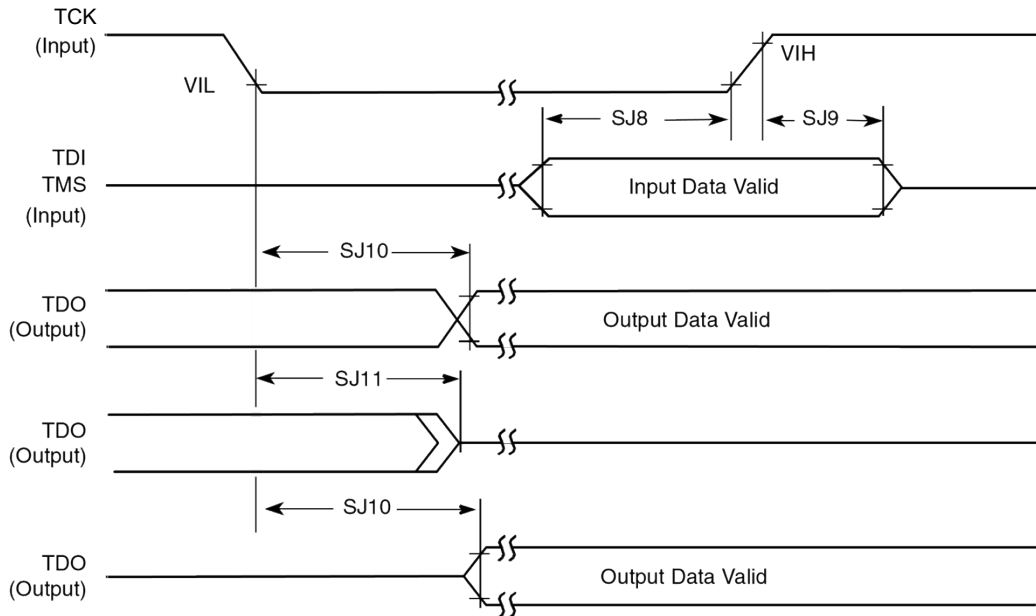 TCK
(Input)
VIL
VIH
SJ8
SJ9
TDI
TMS
(Input)
Input Data Valid
SJ10
TDO
(Output)
Output Data Valid
SJ11
TDO
(Output)
SJ10
TDO
(Output)
Output Data Valid